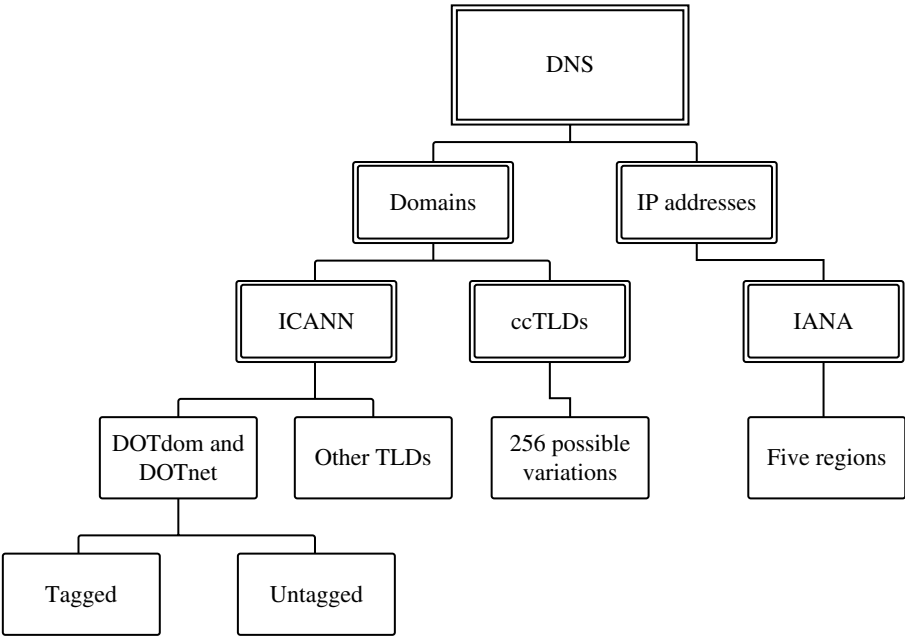 DNS
Domains
IP addresses
ICANN
ccTLDs
IANA
DOTdom and
DOTnet
Other TLDs
256 possible
variations
Five regions
Tagged
Untagged